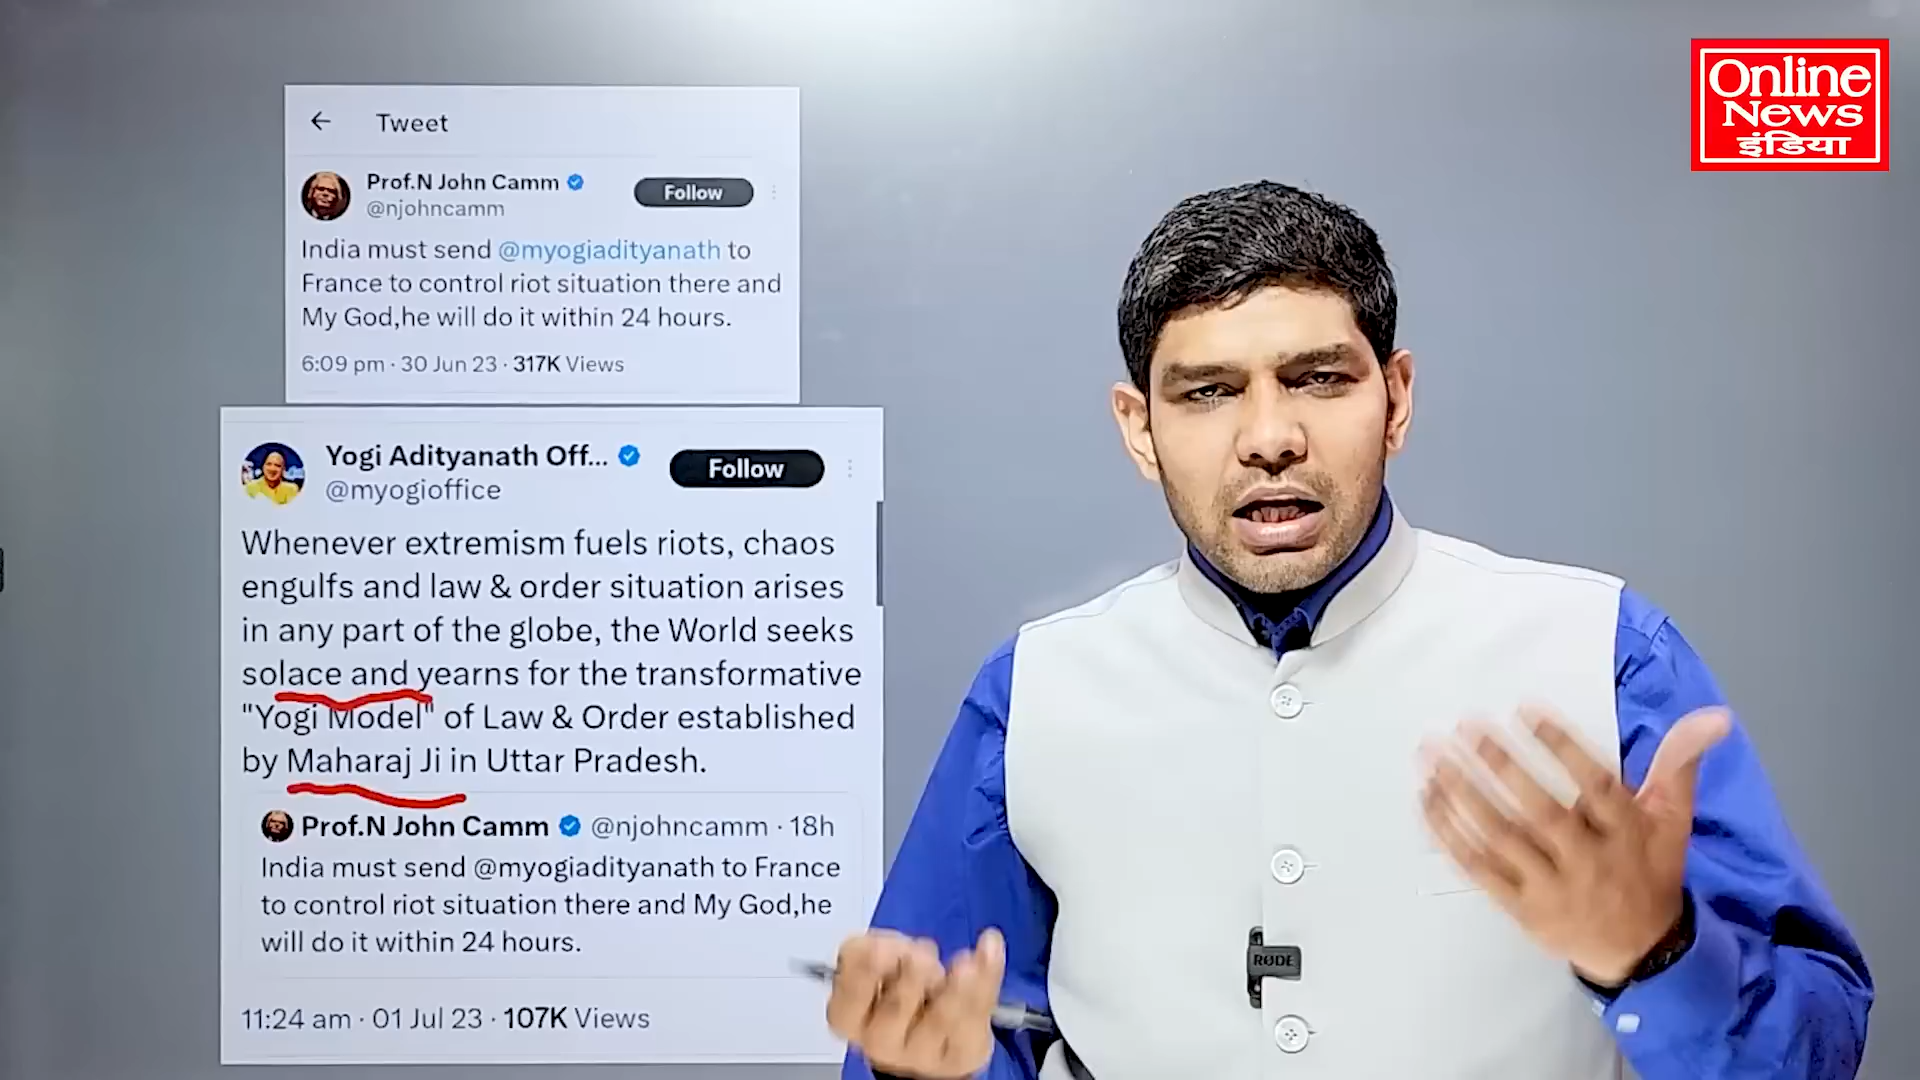 Online
News
इंडिया
← Tweet
Prof.N John Camm
@njohncamm
Follow
India must send @myogiadityanath to
France to control riot situation there and
My God,he will do it within 24 hours.
6:09 pm · 30 Jun 23 · 317K Views
Yogi Adityanath Off...
@myogioffice
Follow
Whenever extremism fuels riots, chaos
engulfs and law & order situation arises
in any part of the globe, the World seeks
solace and yearns for the transformative
"Yogi Model" of Law & Order established
by Maharaj Ji in Uttar Pradesh.
Prof.N John Camm @njohncamm · 18h
India must send @myogiadityanath to France
to control riot situation there and My God,he
will do it within 24 hours.
11:24 am · 01 Jul 23 · 107K Views
RØDE